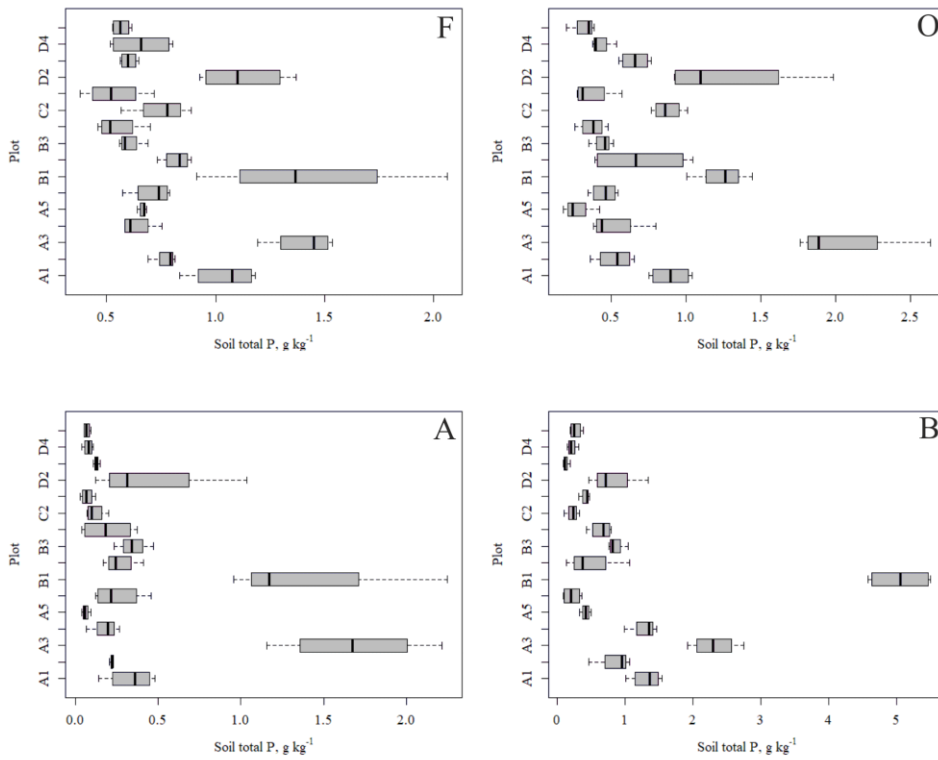 F
Plot
D4
D2
C2
B3
B1
A5
A3
A1
0.5 1.0 1.5 2.0
Soil total P, g kg-1
O
Plot
D4
D2
C2
B3
B1
A5
A3
A1
0.5 1.0 1.5 2.0 2.5
Soil total P, g kg-1
A
Plot
D4
D2
C2
B3
B1
A5
A3
A1
0.0 0.5 1.0 1.5 2.0
Soil total P, g kg-1
B
Plot
D4
D2
C2
B3
B1
A5
A3
A1
0 1 2 3 4 5
Soil total P, g kg-1